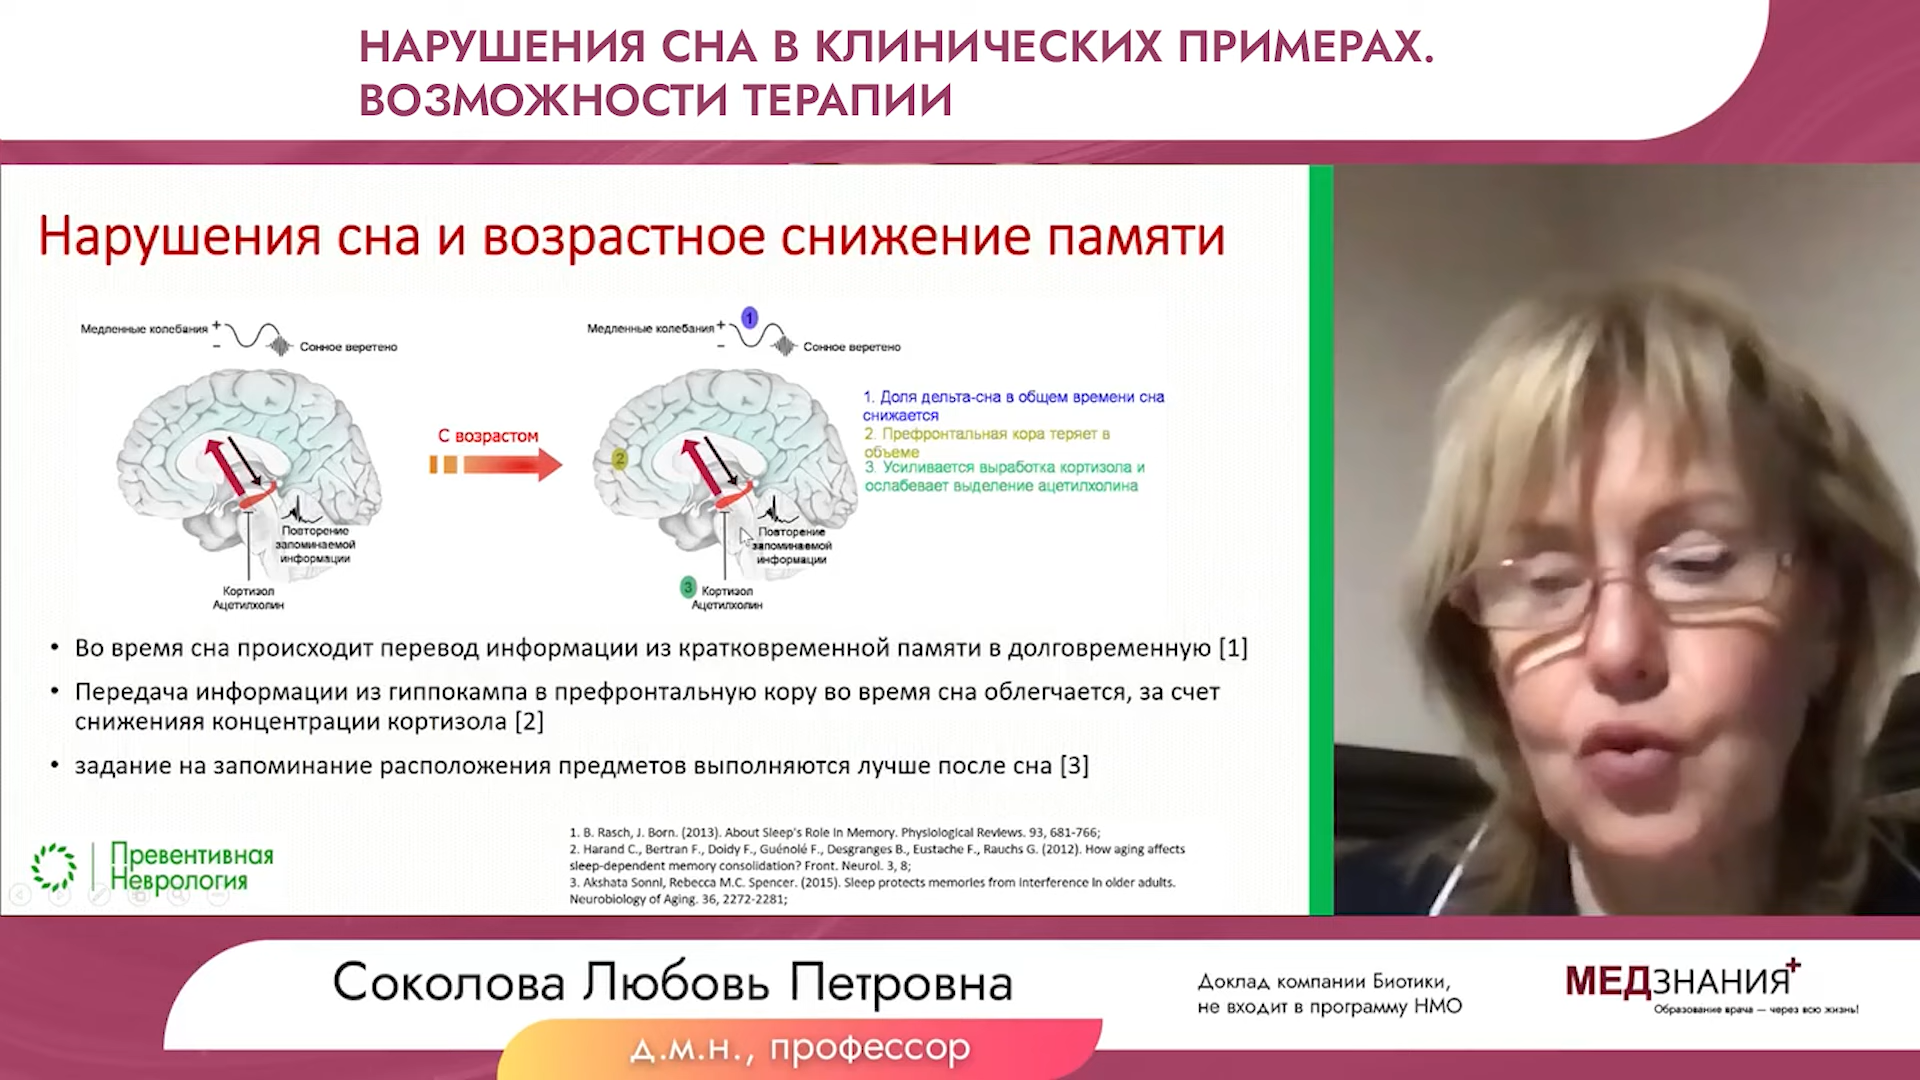 НАРУШЕНИЯ СНА В КЛИНИЧЕСКИХ ПРИМЕРАХ.
ВОЗМОЖНОСТИ ТЕРАПИИ
Нарушения сна и возрастное снижение памяти
Медленные колебания + −
Сонное веретено
Повторение
запоминаемой
информации
Кортизол
Ацетилхолин
С возрастом
Медленные колебания + −
1
Сонное веретено
2
Повторение
запоминаемой
информации
3
Кортизол
Ацетилхолин
1. Доля дельта-сна в общем времени сна
снижается
2. Префронтальная кора теряет в
объеме
3. Усиливается выработка кортизола и
ослабевает выделение ацетилхолина
• Во время сна происходит перевод информации из кратковременной памяти в долговременную [1]
• Передача информации из гиппокампа в префронтальную кору во время сна облегчается, за счет
снижениия концентрации кортизола [2]
• задание на запоминание расположения предметов выполняются лучше после сна [3]
Превентивная
Неврология
1. B. Rasch, J. Born. (2013). About Sleep's Role in Memory. Physiological Reviews. 93, 681-766;
2. Harand C., Bertran F., Doidy F., Guénolé F., Desgranges B., Eustache F., Rauchs G. (2012). How aging affects
sleep-dependent memory consolidation? Front. Neurol. 3, 8;
3. Akshata Sonni, Rebecca M.C. Spencer. (2015). Sleep protects memories from interference in older adults.
Neurobiology of Aging. 36, 2272-2281;
Соколова Любовь Петровна
д.м.н., профессор
Доклад компании Биотики,
не входит в программу НМО
МЕДЗНАНИЯ+
Образование врача — через всю жизнь!